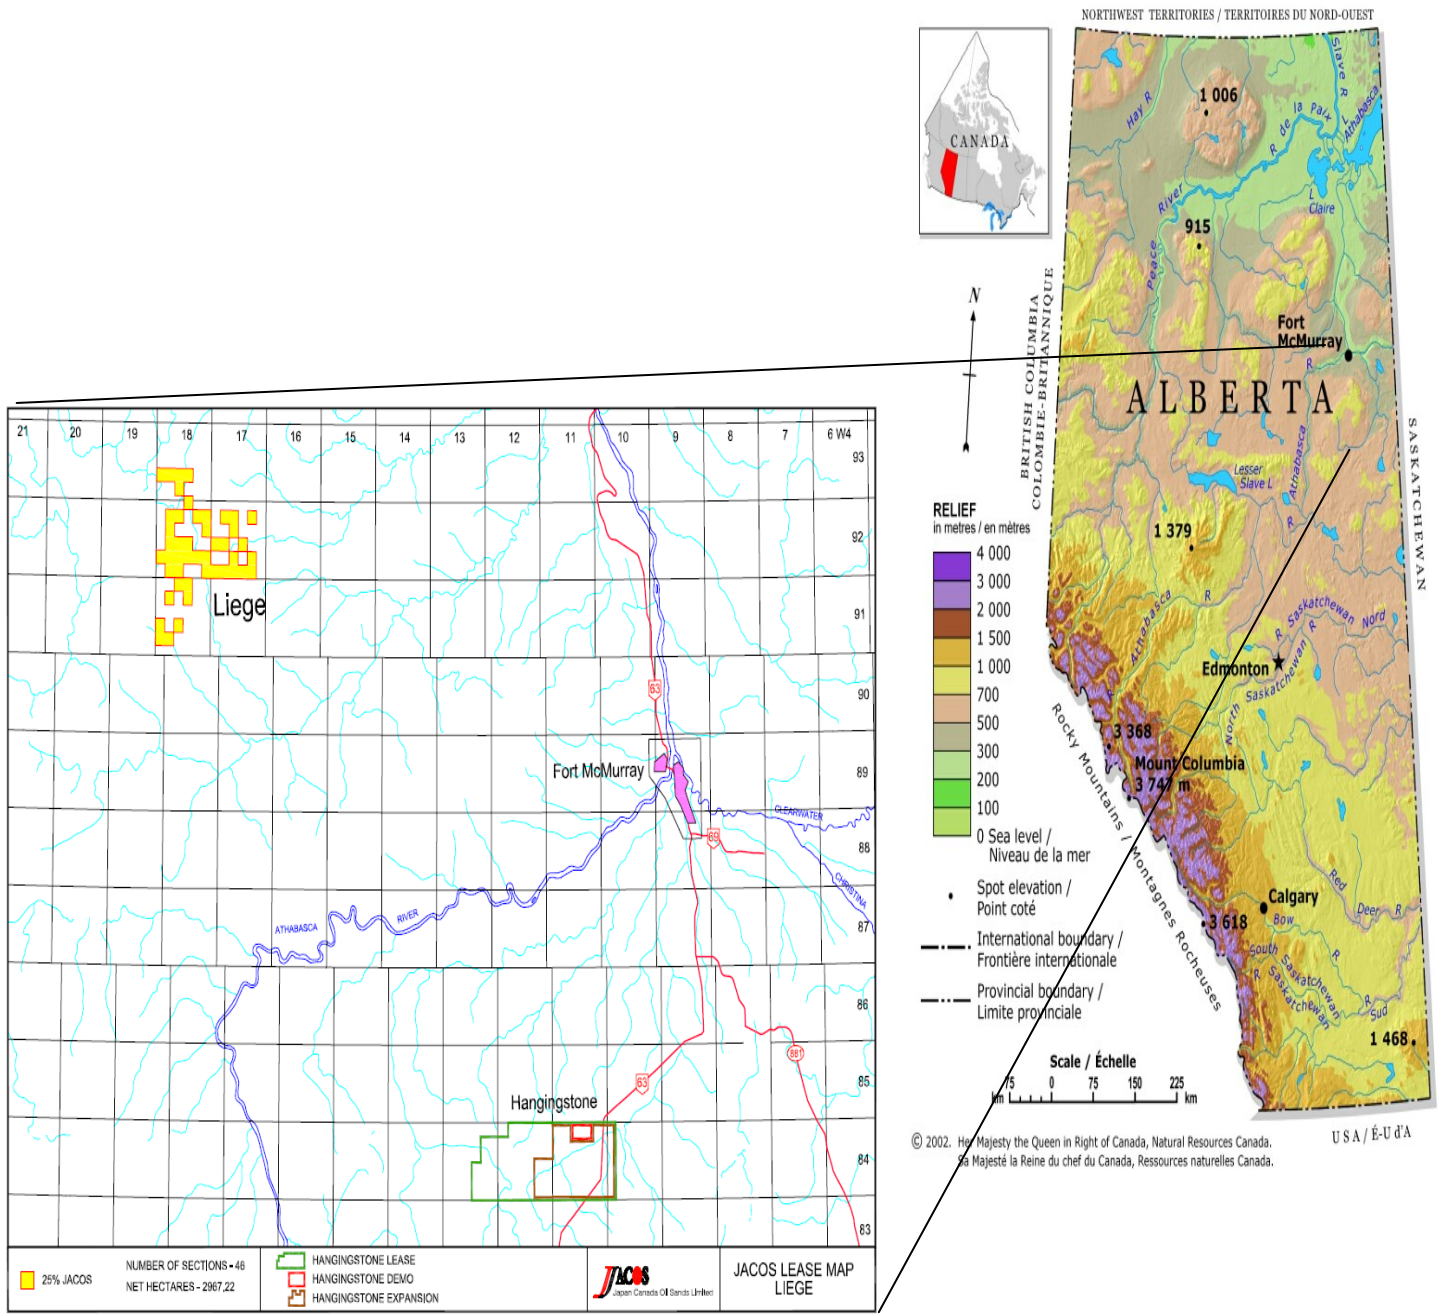 NORTHWEST TERRITORIES / TERRITOIRES DU NORD-OUEST
CANADA
N
BRITISH COLUMBIA
COLOMBIE-BRITANNIQUE
SASKATCHEWAN
Hay R
1 006
Slave R
L Athabasca
R de la Paix
Peace River
L Claire
915
Fort
McMurray
ALBERTA
Athabasca R
R
Lesser
Slave L
1 379
Athabasca R
R
R Saskatchewan Nord
Edmonton
North Saskatchewan R
3 368
Mount Columbia
3 747 m
Rocky Mountains / Montagnes Rocheuses
Red Deer R
Calgary
Bow R
3 618
South Saskatchewan R
R Saskatchewan Sud
1 468
USA / É-U d'A
RELIEF
in metres / en mètres
4 000
3 000
2 000
1 500
1 000
700
500
300
200
100
0 Sea level /
Niveau de la mer
Spot elevation /
Point coté
International boundary /
Frontière internationale
Provincial boundary /
Limite provinciale
Scale / Échelle
km 75 0 75 150 225 km
© 2002. Her Majesty the Queen in Right of Canada, Natural Resources Canada.
Sa Majesté la Reine du chef du Canada, Ressources naturelles Canada.
21 20 19 18 17 16 15 14 13 12 11 10 9 8 7 6 W4
93
92
91
90
89
88
87
86
85
84
83
Liege
63
Fort McMurray
CLEARWATER
69
CHRISTINA
ATHABASCA RIVER
881
63
Hangingstone
25% JACOS
NUMBER OF SECTIONS - 46
NET HECTARES - 2967,22
HANGINGSTONE LEASE
HANGINGSTONE DEMO
HANGINGSTONE EXPANSION
JACOS
Japan Canada Oil Sands Limited
JACOS LEASE MAP
LIEGE